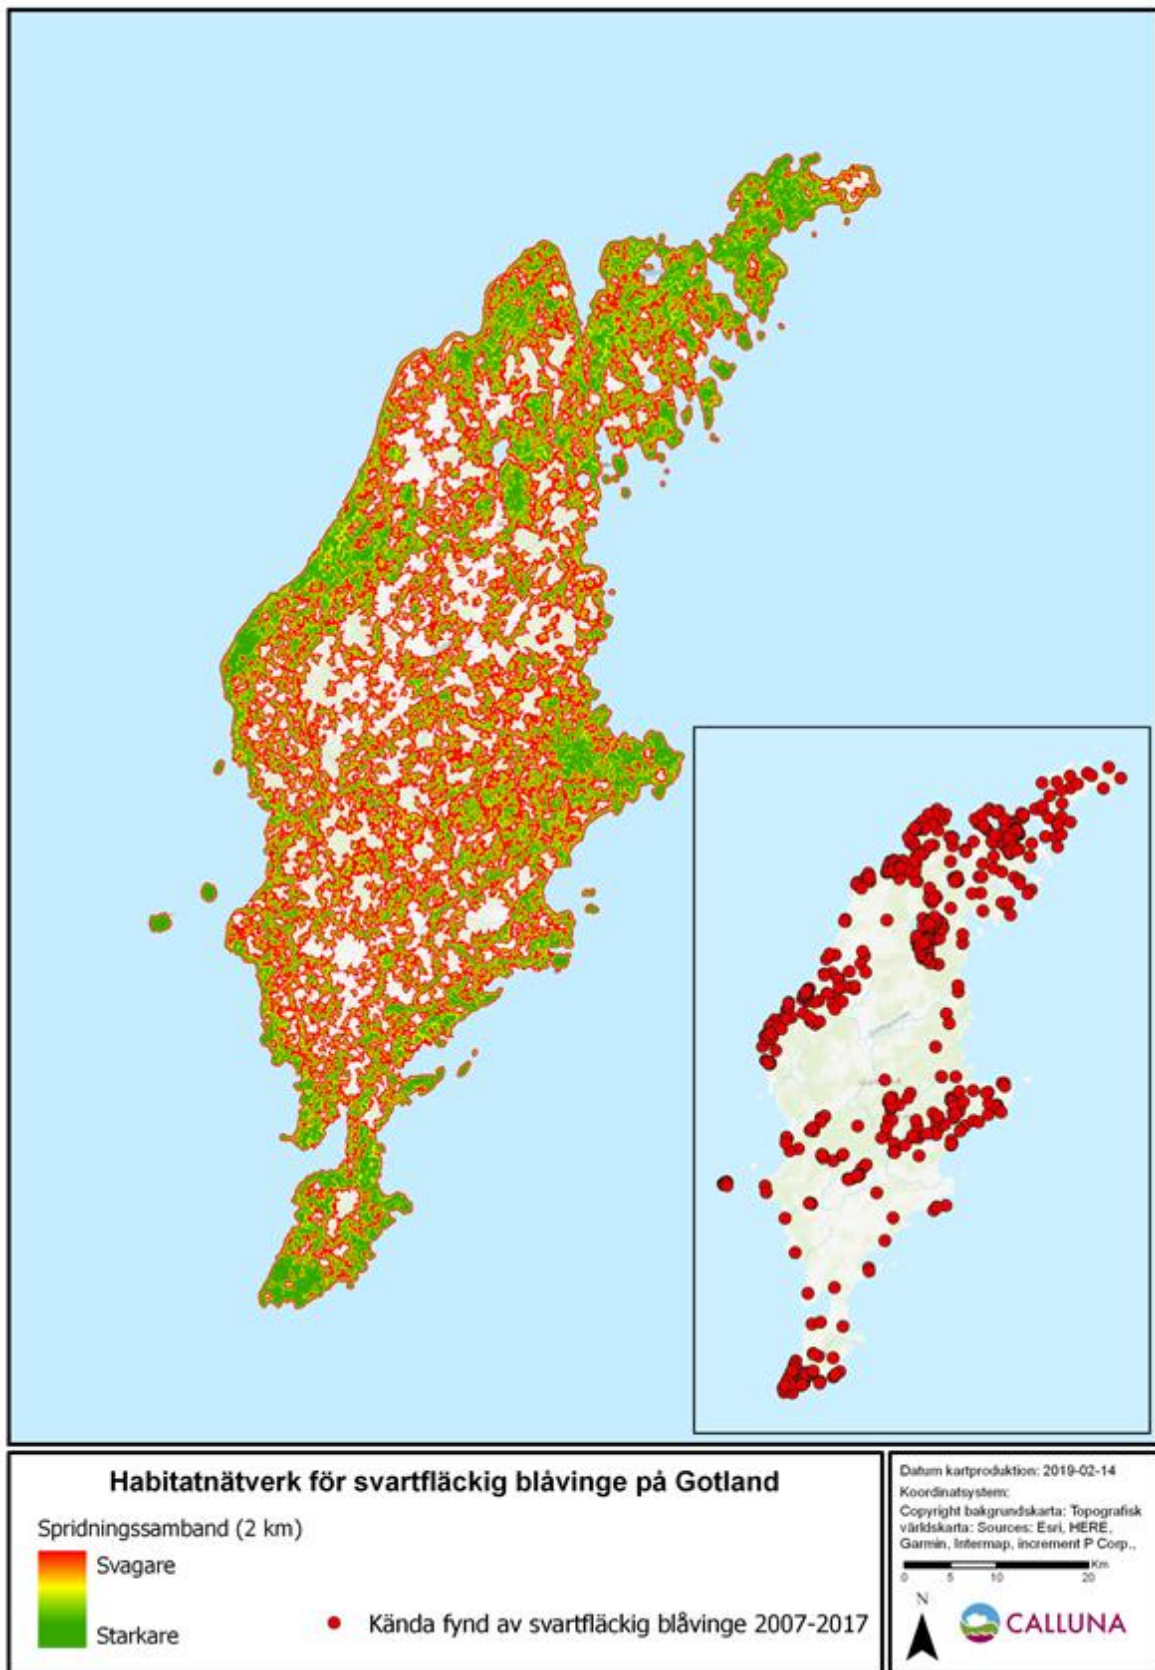 Habitatnätverk för svartfläckig blåvinge på Gotland
Spridningssamband (2 km)
Svagare
Starkare
Kända fynd av svartfläckig blåvinge 2007-2017
Datum kartproduktion: 2019-02-14
Koordinatsystem:
Copyright bakgrundskarta: Topografisk
världskarta: Sources: Esri, HERE,
Garmin, Intermap, increment P Corp.,
Km
0 5 10 20
N
CALLUNA